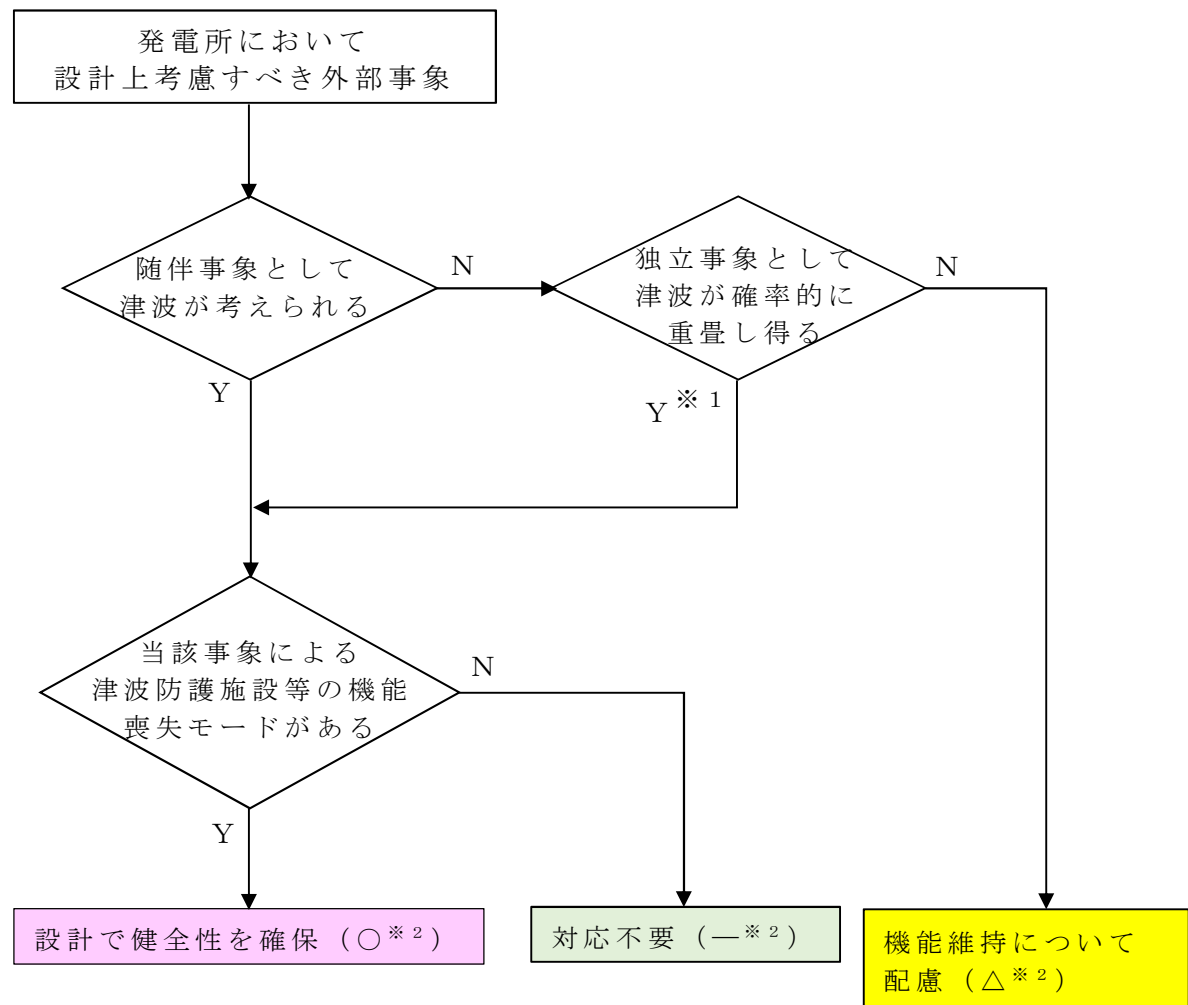 発電所において
設計上考慮すべき外部事象
随伴事象として
津波が考えられる
N
独立事象として
津波が確率的に
重畳し得る
N
Y
Y※1
当該事象による
津波防護施設等の機能
喪失モードがある
N
Y
設計で健全性を確保（○※2）
対応不要（―※2）
機能維持について
配慮（△※2）